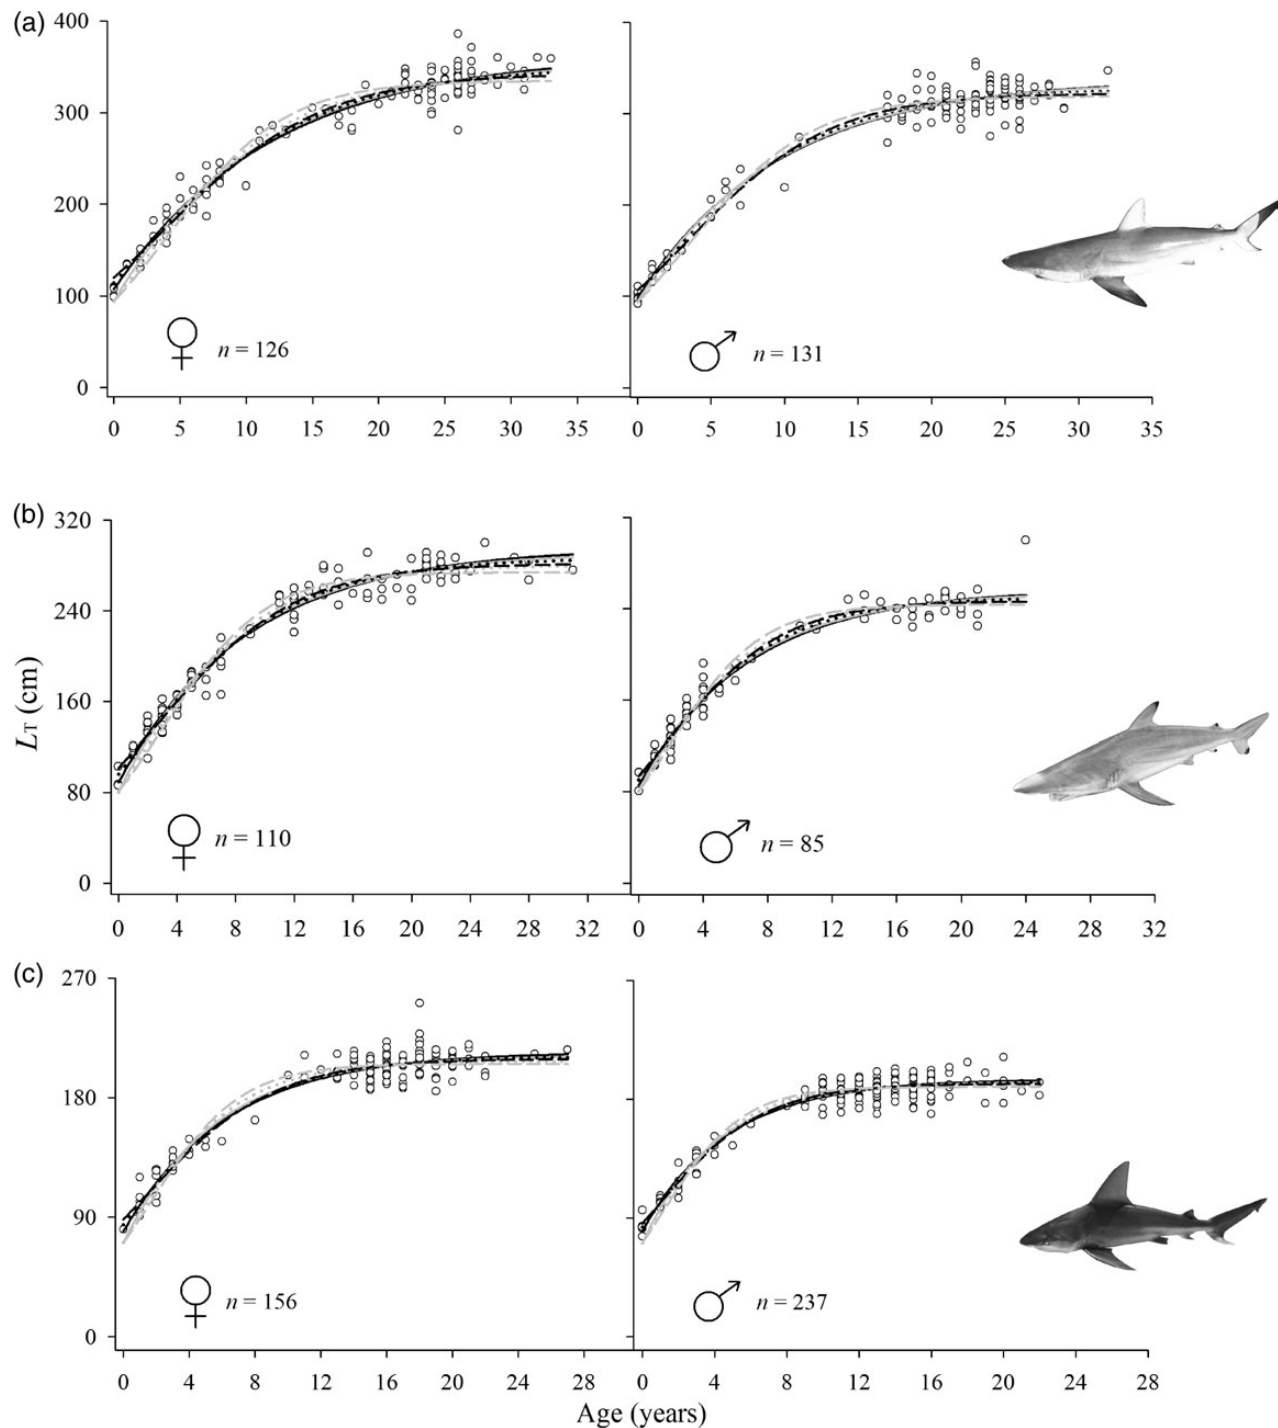 (a)
400
300
200
100
0
♀ n = 126
♂ n = 131
0 5 10 15 20 25 30 35
0 5 10 15 20 25 30 35
(b)
320
240
160
80
0
LT (cm)
♀ n = 110
♂ n = 85
0 4 8 12 16 20 24 28 32
0 4 8 12 16 20 24 28 32
(c)
270
180
90
0
♀ n = 156
♂ n = 237
0 4 8 12 16 20 24 28
0 4 8 12 16 20 24 28
Age (years)